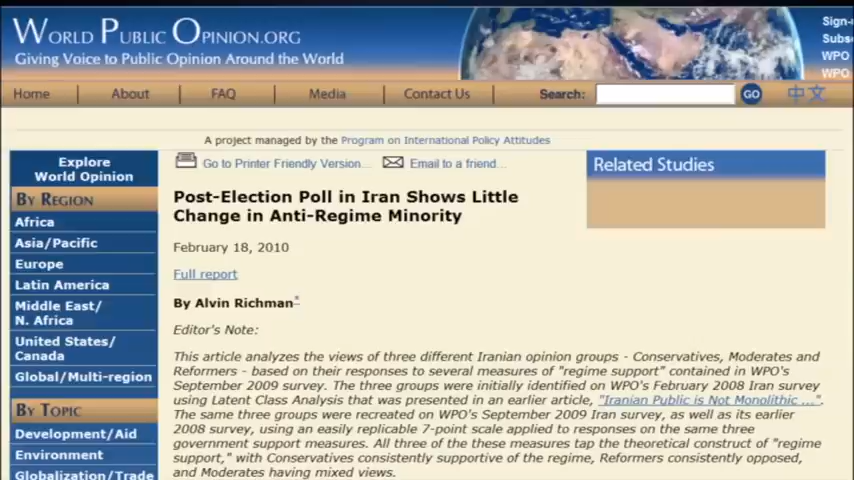 WORLD PUBLIC OPINION.ORG
Giving Voice to Public Opinion Around the World
Sign-
Subs
WPO
WPO
Home About FAQ Media Contact Us Search: GO 中文
A project managed by the Program on International Policy Attitudes
Explore
World Opinion
BY REGION
Africa
Asia/Pacific
Europe
Latin America
Middle East/
N. Africa
United States/
Canada
Global/Multi-region
BY TOPIC
Development/Aid
Environment
Globalization/Trade
Go to Printer Friendly Version... Email to a friend...
Post-Election Poll in Iran Shows Little
Change in Anti-Regime Minority
February 18, 2010
Full report
By Alvin Richman*
Editor's Note:
This article analyzes the views of three different Iranian opinion groups - Conservatives, Moderates and
Reformers - based on their responses to several measures of "regime support" contained in WPO's
September 2009 survey. The three groups were initially identified on WPO's February 2008 Iran survey
using Latent Class Analysis that was presented in an earlier article, "Iranian Public is Not Monolithic ...".
The same three groups were recreated on WPO's September 2009 Iran survey, as well as its earlier
2008 survey, using an easily replicable 7-point scale applied to responses on the same three
government support measures. All three of the these measures tap the theoretical construct of "regime
support," with Conservatives consistently supportive of the regime, Reformers consistently opposed,
and Moderates having mixed views.
Related Studies